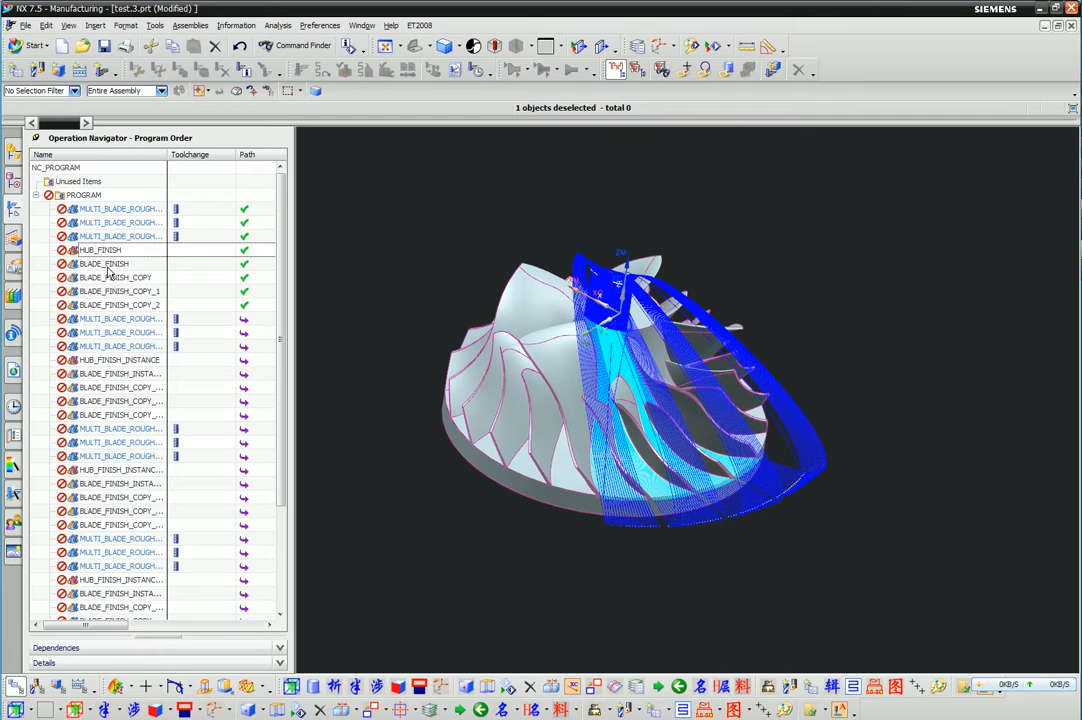 NX 7.5 - Manufacturing - [test.3.prt (Modified) ]
SIEMENS
File Edit View Insert Format Tools Assemblies Information Analysis Preferences Window Help ET2008
Start Command Finder
No Selection Filter Entire Assembly
1 objects deselected - total 0
Operation Navigator - Program Order
Name Toolchange Path
NC_PROGRAM
Unused Items
PROGRAM
MULTI_BLADE_ROUGH...
MULTI_BLADE_ROUGH...
MULTI_BLADE_ROUGH...
HUB_FINISH
BLADE_FINISH
BLADE_FINISH_COPY
BLADE_FINISH_COPY_1
BLADE_FINISH_COPY_2
MULTI_BLADE_ROUGH...
MULTI_BLADE_ROUGH...
MULTI_BLADE_ROUGH...
HUB_FINISH_INSTANCE
BLADE_FINISH_INSTA...
BLADE_FINISH_COPY_...
BLADE_FINISH_COPY_...
BLADE_FINISH_COPY_...
MULTI_BLADE_ROUGH...
MULTI_BLADE_ROUGH...
MULTI_BLADE_ROUGH...
HUB_FINISH_INSTANC...
BLADE_FINISH_INSTA...
BLADE_FINISH_COPY_...
BLADE_FINISH_COPY_...
BLADE_FINISH_COPY_...
MULTI_BLADE_ROUGH...
MULTI_BLADE_ROUGH...
MULTI_BLADE_ROUGH...
HUB_FINISH_INSTANC...
BLADE_FINISH_INSTA...
BLADE_FINISH_COPY_...
ZM
Dependencies
Details
0KB/S 0KB/S